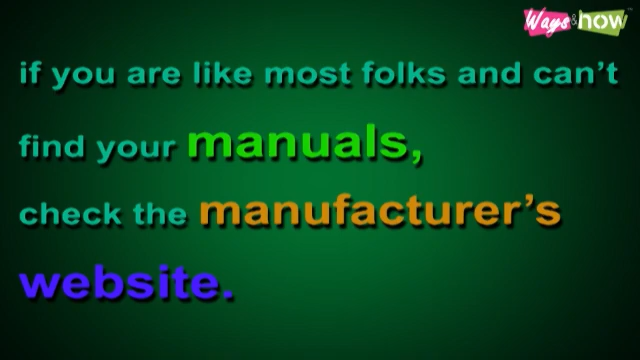 Ways&how
if you are like most folks and can't
find your manuals,
check the manufacturer's
website.